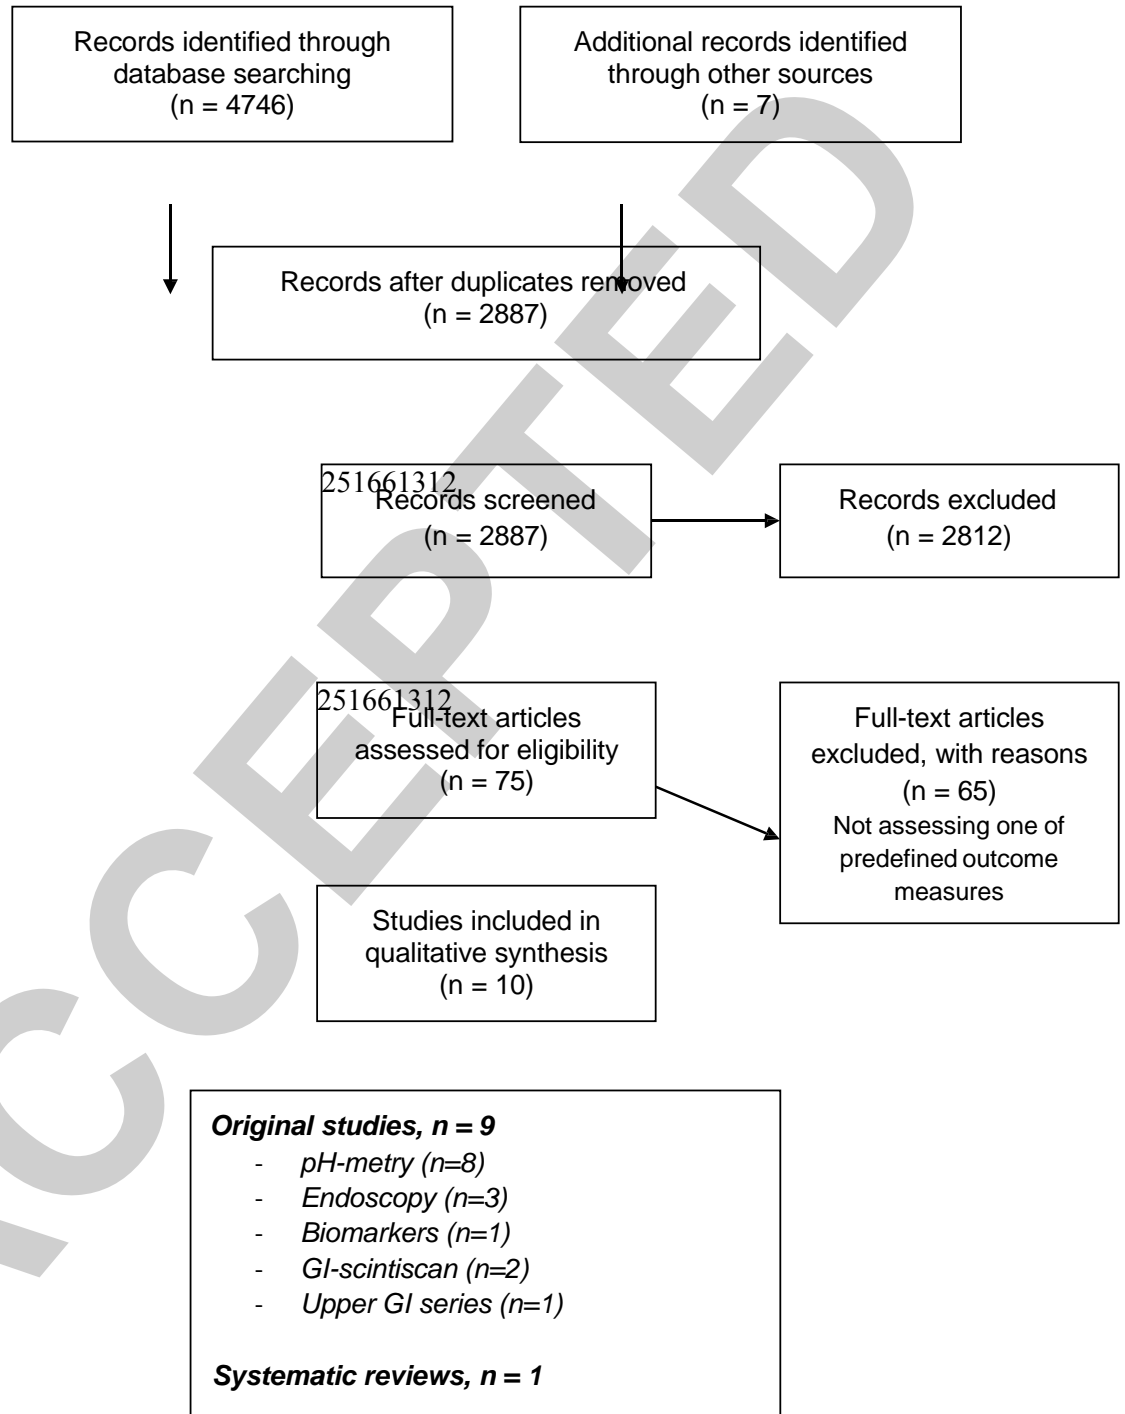 Records identified through
database searching
(n = 4746)
Additional records identified
through other sources
(n = 7)
Records after duplicates removed
(n = 2887)
251661312
Records screened
(n = 2887)
Records excluded
(n = 2812)
251661312
Full-text articles
assessed for eligibility
(n = 75)
Full-text articles
excluded, with reasons
(n = 65)
Not assessing one of
predefined outcome
measures
Studies included in
qualitative synthesis
(n = 10)
Original studies, n = 9
- pH-metry (n=8)
- Endoscopy (n=3)
- Biomarkers (n=1)
- GI-scintiscan (n=2)
- Upper GI series (n=1)
Systematic reviews, n = 1
ACCEPTED